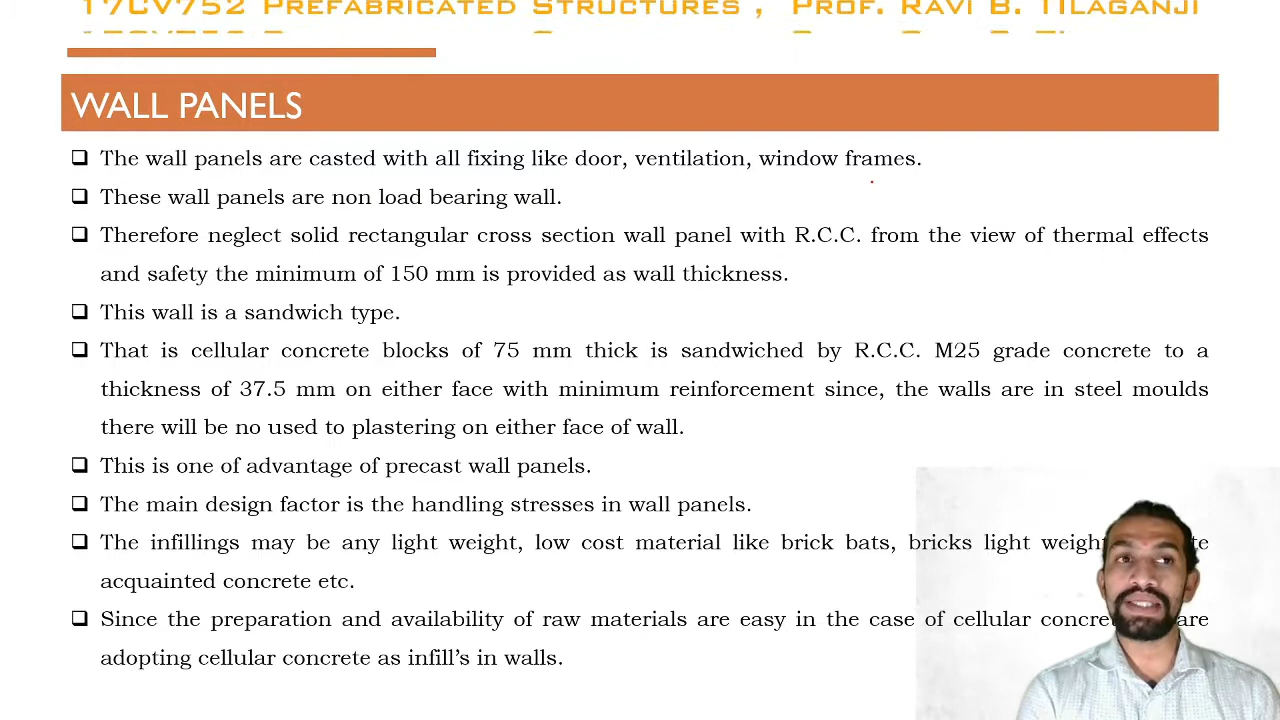 17CV752 PREFABRICATED STRUCTURES , PROF. RAVI B. TILAGANJI
WALL PANELS
❑ The wall panels are casted with all fixing like door, ventilation, window frames.
❑ These wall panels are non load bearing wall.
❑ Therefore neglect solid rectangular cross section wall panel with R.C.C. from the view of thermal effects
and safety the minimum of 150 mm is provided as wall thickness.
❑ This wall is a sandwich type.
❑ That is cellular concrete blocks of 75 mm thick is sandwiched by R.C.C. M25 grade concrete to a
thickness of 37.5 mm on either face with minimum reinforcement since, the walls are in steel moulds
there will be no used to plastering on either face of wall.
❑ This is one of advantage of precast wall panels.
❑ The main design factor is the handling stresses in wall panels.
❑ The infillings may be any light weight, low cost material like brick bats, bricks light weight
acquainted concrete etc.
❑ Since the preparation and availability of raw materials are easy in the case of cellular are
adopting cellular concrete as infill's in walls.